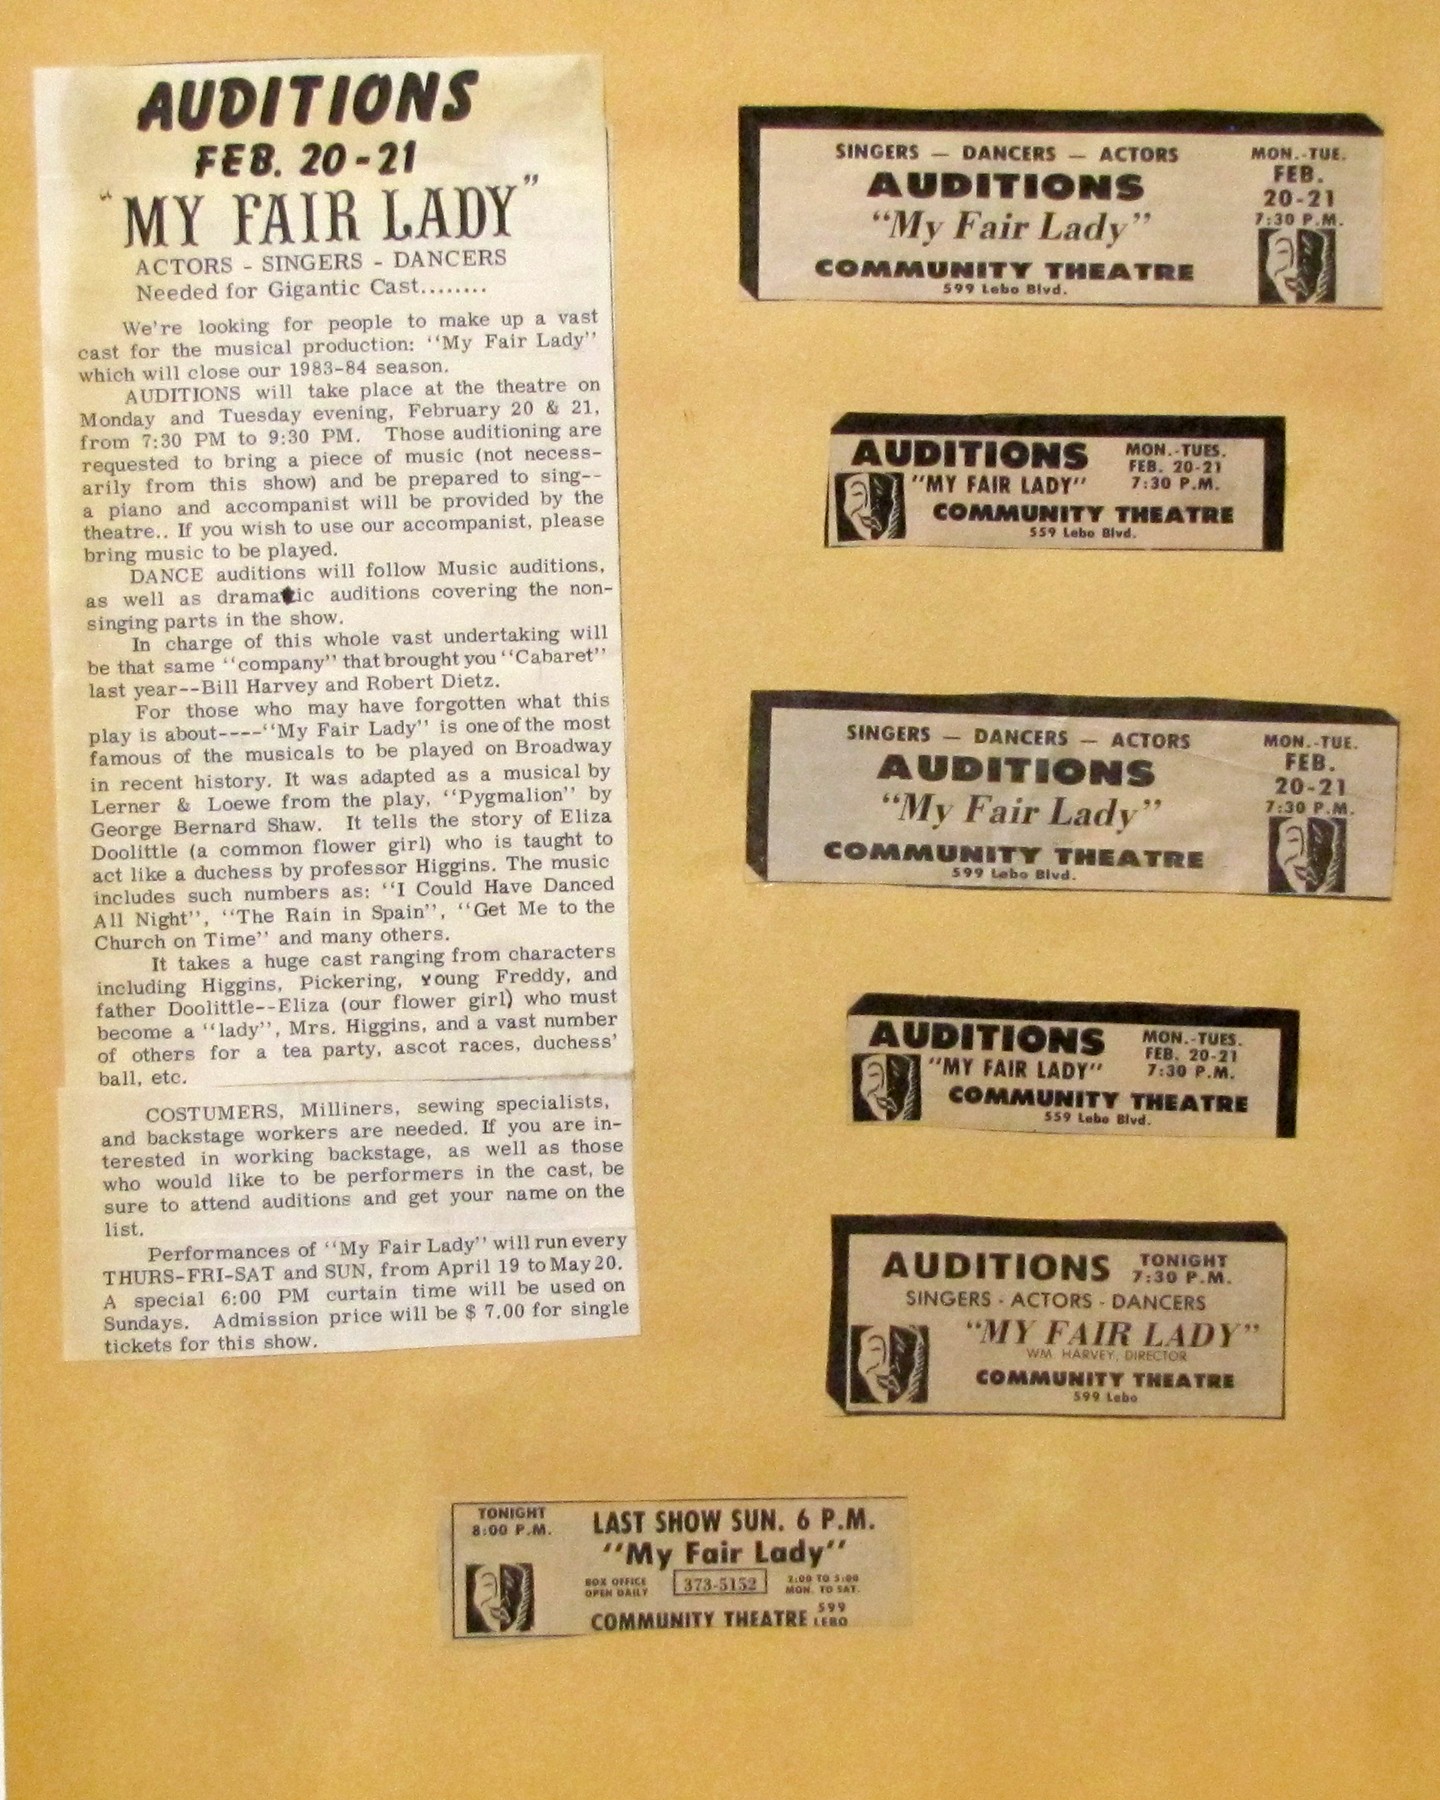 AUDITIONS
FEB. 20-21
"MY FAIR LADY"
ACTORS - SINGERS - DANCERS
Needed for Gigantic Cast........
We're looking for people to make up a vast
cast for the musical production: "My Fair Lady"
which will close our 1983-84 season.
AUDITIONS will take place at the theatre on
Monday and Tuesday evening, February 20 & 21,
from 7:30 PM to 9:30 PM. Those auditioning are
requested to bring a piece of music (not necess-
arily from this show) and be prepared to sing--
a piano and accompanist will be provided by the
theatre.. If you wish to use our accompanist, please
bring music to be played.
DANCE auditions will follow Music auditions,
as well as dramatic auditions covering the non-
singing parts in the show.
In charge of this whole vast undertaking will
be that same "company" that brought you "Cabaret"
last year--Bill Harvey and Robert Dietz.
For those who may have forgotten what this
play is about----"My Fair Lady" is one of the most
famous of the musicals to be played on Broadway
in recent history. It was adapted as a musical by
Lerner & Loewe from the play, "Pygmalion" by
George Bernard Shaw. It tells the story of Eliza
Doolittle (a common flower girl) who is taught to
act like a duchess by professor Higgins. The music
includes such numbers as: "I Could Have Danced
All Night", "The Rain in Spain", "Get Me to the
Church on Time" and many others.
It takes a huge cast ranging from characters
including Higgins, Pickering, Young Freddy, and
father Doolittle--Eliza (our flower girl) who must
become a "lady", Mrs. Higgins, and a vast number
of others for a tea party, ascot races, duchess'
ball, etc.
COSTUMERS, Milliners, sewing specialists,
and backstage workers are needed. If you are in-
terested in working backstage, as well as those
who would like to be performers in the cast, be
sure to attend auditions and get your name on the
list.
Performances of "My Fair Lady" will run every
THURS-FRI-SAT and SUN, from April 19 to May 20.
A special 6:00 PM curtain time will be used on
Sundays. Admission price will be $ 7.00 for single
tickets for this show.
SINGERS — DANCERS — ACTORS
AUDITIONS
"My Fair Lady"
COMMUNITY THEATRE
599 Lebo Blvd.
MON.-TUE.
FEB.
20-21
7:30 P.M.
AUDITIONS
"MY FAIR LADY"
MON.-TUES.
FEB. 20-21
7:30 P.M.
COMMUNITY THEATRE
559 Lebo Blvd.
SINGERS — DANCERS — ACTORS
AUDITIONS
"My Fair Lady"
COMMUNITY THEATRE
599 Lebo Blvd.
MON.-TUE.
FEB.
20-21
7:30 P.M.
AUDITIONS
"MY FAIR LADY"
MON.-TUES.
FEB. 20-21
7:30 P.M.
COMMUNITY THEATRE
559 Lebo Blvd.
AUDITIONS
TONIGHT
7:30 P.M.
SINGERS - ACTORS - DANCERS
"MY FAIR LADY"
WM. HARVEY, DIRECTOR
COMMUNITY THEATRE
599 Lebo
TONIGHT
8:00 P.M.
LAST SHOW SUN. 6 P.M.
"My Fair Lady"
BOX OFFICE
OPEN DAILY
373-5152
1:00 TO 5:00
MON. TO SAT.
COMMUNITY THEATRE
599
LEBO